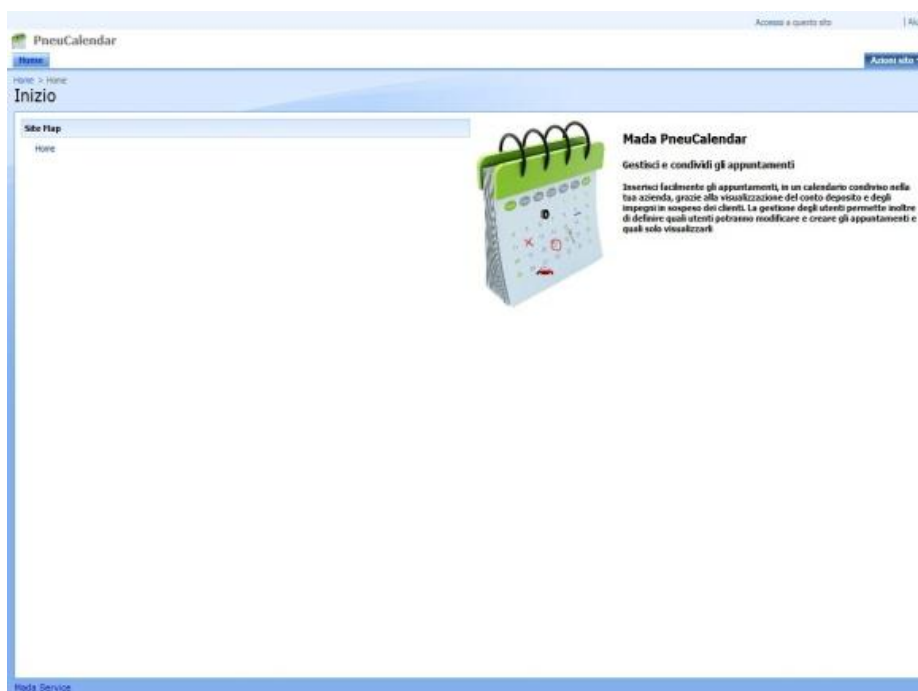 Accesso a questo sito
PneuCalendar
Home
Azioni sito
Home > Home
Inizio
Site Map
Home
Mada PneuCalendar
Gestisci e condividi gli appuntamenti
Inserisci facilmente gli appuntamenti, in un calendario condiviso nella
tua azienda, grazie alla visualizzazione del conto deposito e degli
impegni in sospeso dei clienti. La gestione degli utenti permette inoltre
di definire quali utenti potranno modificare e creare gli appuntamenti e
quali solo visualizzarli
Mada Service